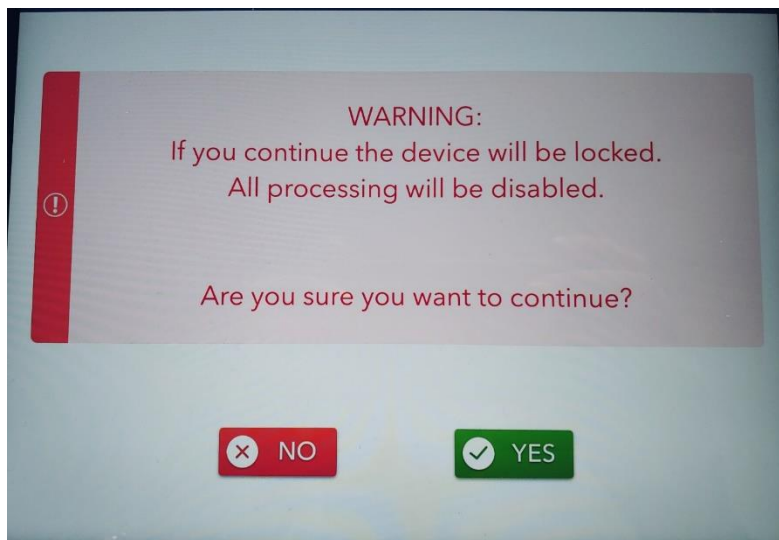 WARNING:
If you continue the device will be locked.
All processing will be disabled.
Are you sure you want to continue?
NO
YES